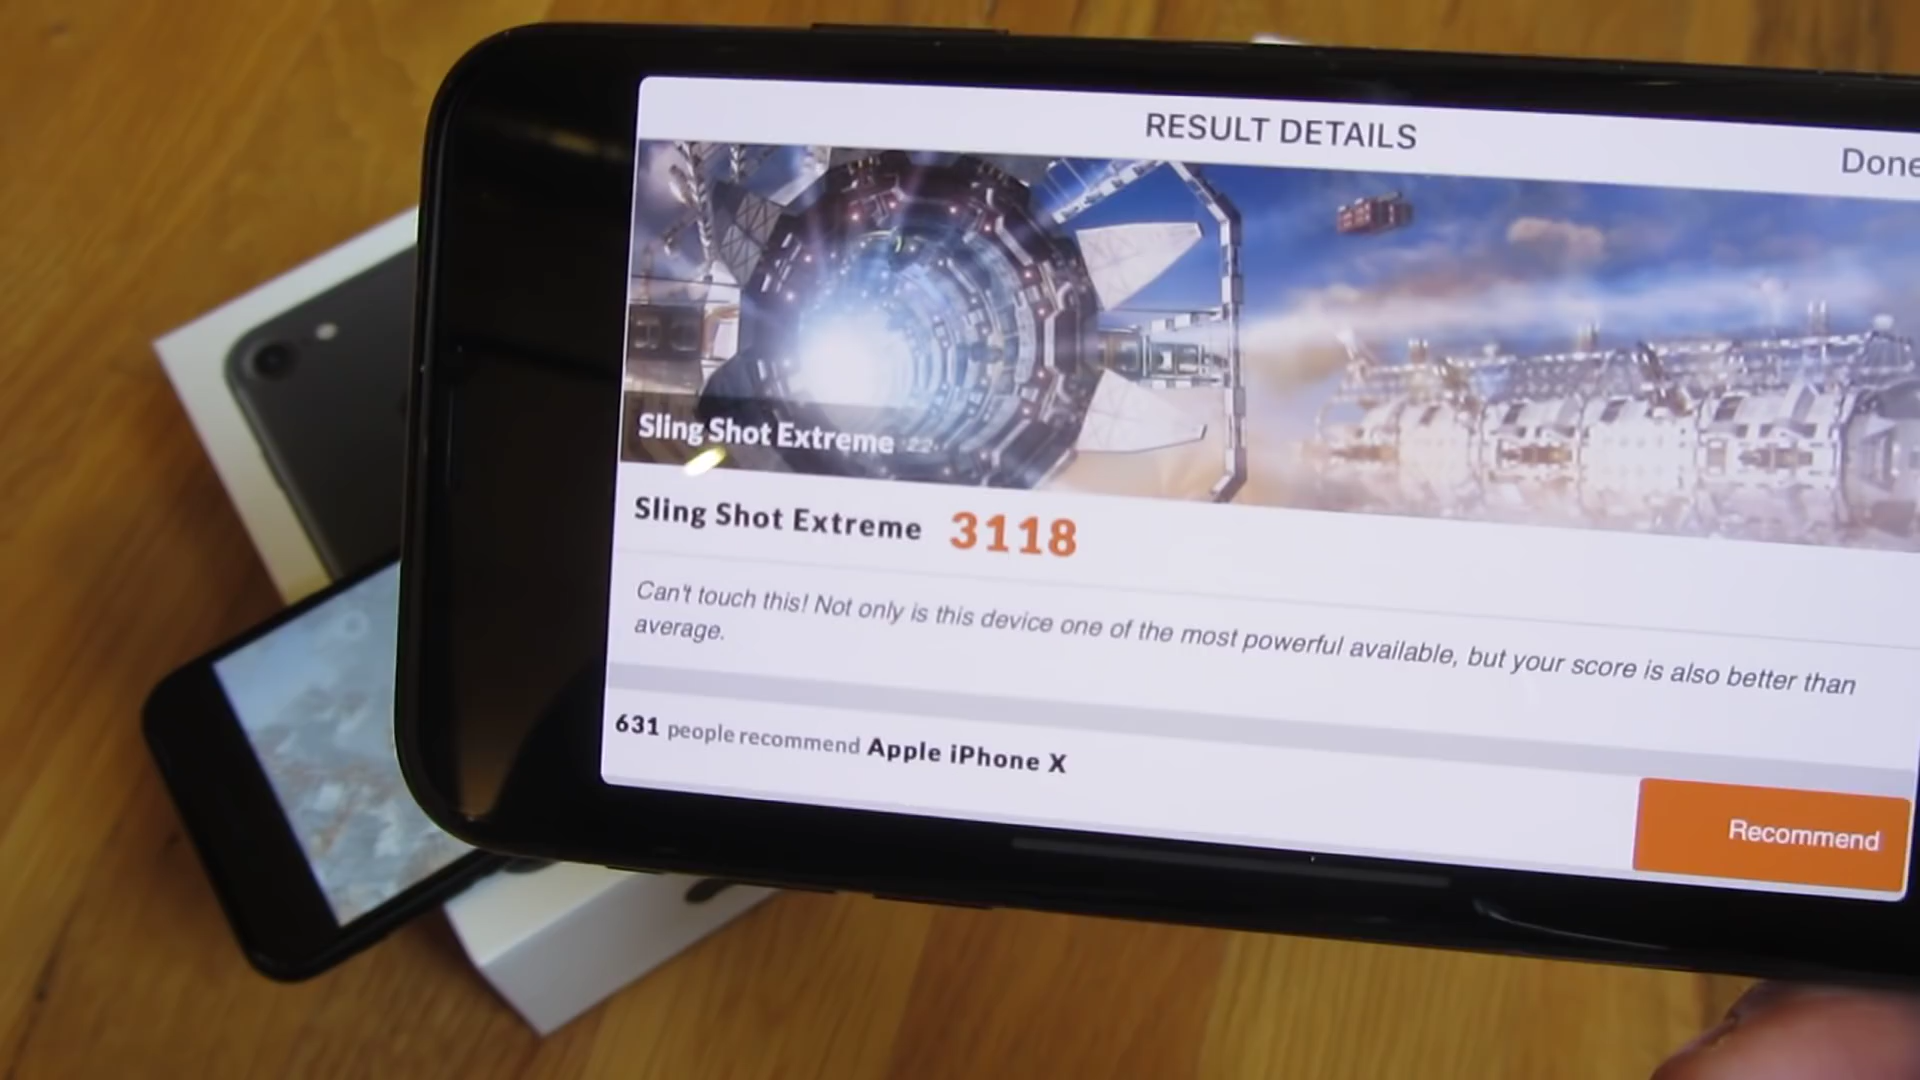 RESULT DETAILS
Done
Sling Shot Extreme
Sling Shot Extreme 3118
Can't touch this! Not only is this device one of the most powerful available, but your score is also better than
average.
631 people recommend Apple iPhone X
Recommend